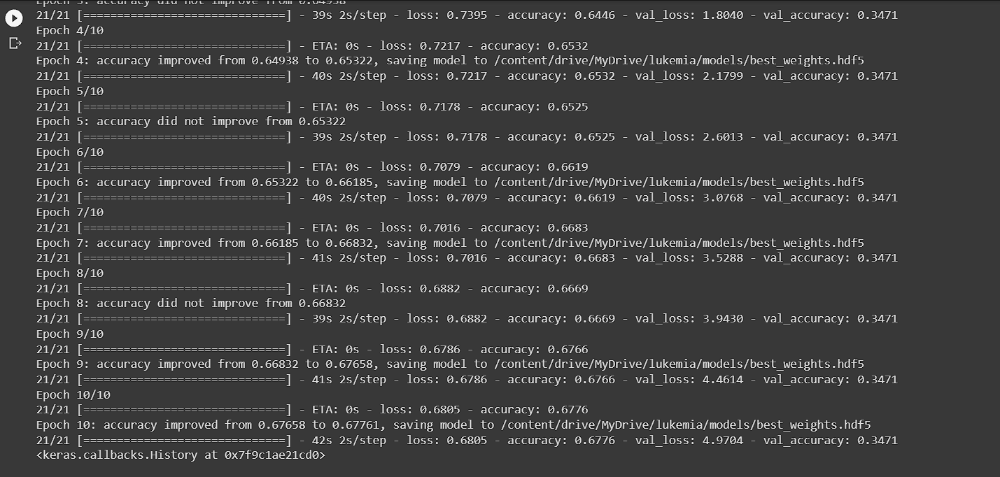 Epoch 3: accuracy did not improve from 0.64938
21/21 [==============================] - 39s 2s/step - loss: 0.7395 - accuracy: 0.6446 - val_loss: 1.8040 - val_accuracy: 0.3471
Epoch 4/10
21/21 [==============================] - ETA: 0s - loss: 0.7217 - accuracy: 0.6532
Epoch 4: accuracy improved from 0.64938 to 0.65322, saving model to /content/drive/MyDrive/lukemia/models/best_weights.hdf5
21/21 [==============================] - 40s 2s/step - loss: 0.7217 - accuracy: 0.6532 - val_loss: 2.1799 - val_accuracy: 0.3471
Epoch 5/10
21/21 [==============================] - ETA: 0s - loss: 0.7178 - accuracy: 0.6525
Epoch 5: accuracy did not improve from 0.65322
21/21 [==============================] - 39s 2s/step - loss: 0.7178 - accuracy: 0.6525 - val_loss: 2.6013 - val_accuracy: 0.3471
Epoch 6/10
21/21 [==============================] - ETA: 0s - loss: 0.7079 - accuracy: 0.6619
Epoch 6: accuracy improved from 0.65322 to 0.66185, saving model to /content/drive/MyDrive/lukemia/models/best_weights.hdf5
21/21 [==============================] - 40s 2s/step - loss: 0.7079 - accuracy: 0.6619 - val_loss: 3.0768 - val_accuracy: 0.3471
Epoch 7/10
21/21 [==============================] - ETA: 0s - loss: 0.7016 - accuracy: 0.6683
Epoch 7: accuracy improved from 0.66185 to 0.66832, saving model to /content/drive/MyDrive/lukemia/models/best_weights.hdf5
21/21 [==============================] - 41s 2s/step - loss: 0.7016 - accuracy: 0.6683 - val_loss: 3.5288 - val_accuracy: 0.3471
Epoch 8/10
21/21 [==============================] - ETA: 0s - loss: 0.6882 - accuracy: 0.6669
Epoch 8: accuracy did not improve from 0.66832
21/21 [==============================] - 39s 2s/step - loss: 0.6882 - accuracy: 0.6669 - val_loss: 3.9430 - val_accuracy: 0.3471
Epoch 9/10
21/21 [==============================] - ETA: 0s - loss: 0.6786 - accuracy: 0.6766
Epoch 9: accuracy improved from 0.66832 to 0.67658, saving model to /content/drive/MyDrive/lukemia/models/best_weights.hdf5
21/21 [==============================] - 41s 2s/step - loss: 0.6786 - accuracy: 0.6766 - val_loss: 4.4614 - val_accuracy: 0.3471
Epoch 10/10
21/21 [==============================] - ETA: 0s - loss: 0.6805 - accuracy: 0.6776
Epoch 10: accuracy improved from 0.67658 to 0.67761, saving model to /content/drive/MyDrive/lukemia/models/best_weights.hdf5
21/21 [==============================] - 42s 2s/step - loss: 0.6805 - accuracy: 0.6776 - val_loss: 4.9704 - val_accuracy: 0.3471
<keras.callbacks.History at 0x7f9c1ae21cd0>